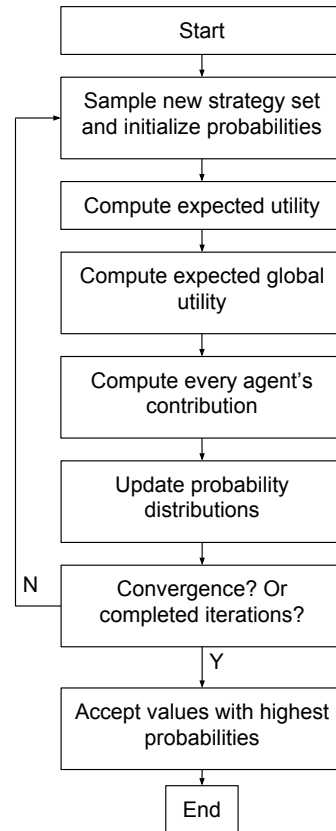 Start
Sample new strategy set
and initialize probabilities
Compute expected utility
Compute expected global
utility
Compute every agent’s
contribution
Update probability
distributions
N
Convergence? Or
completed iterations?
Y
Accept values with highest
probabilities
End